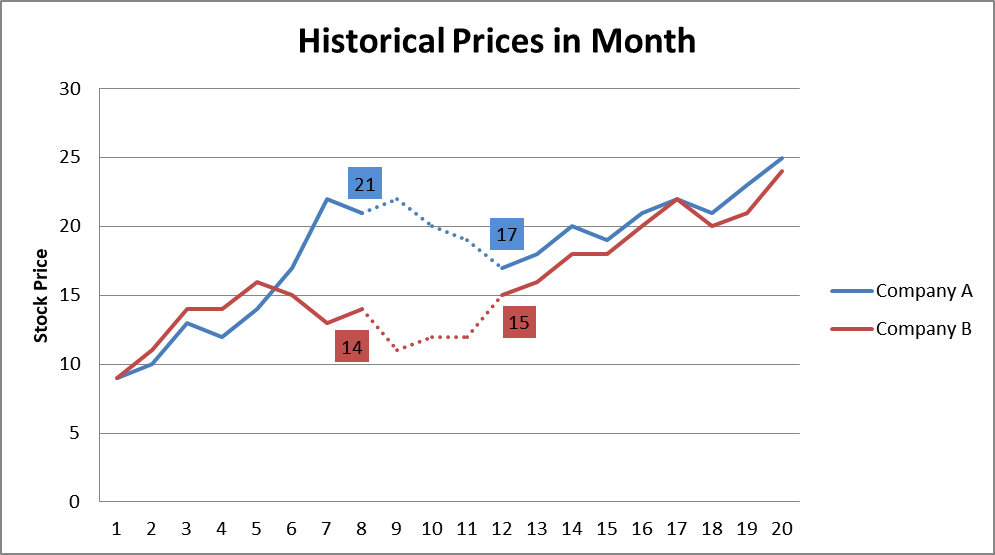 Historical Prices in Month
Stock Price
30
25
20
15
10
5
0
21
17
14
15
1 2 3 4 5 6 7 8 9 10 11 12 13 14 15 16 17 18 19 20
Company A
Company B